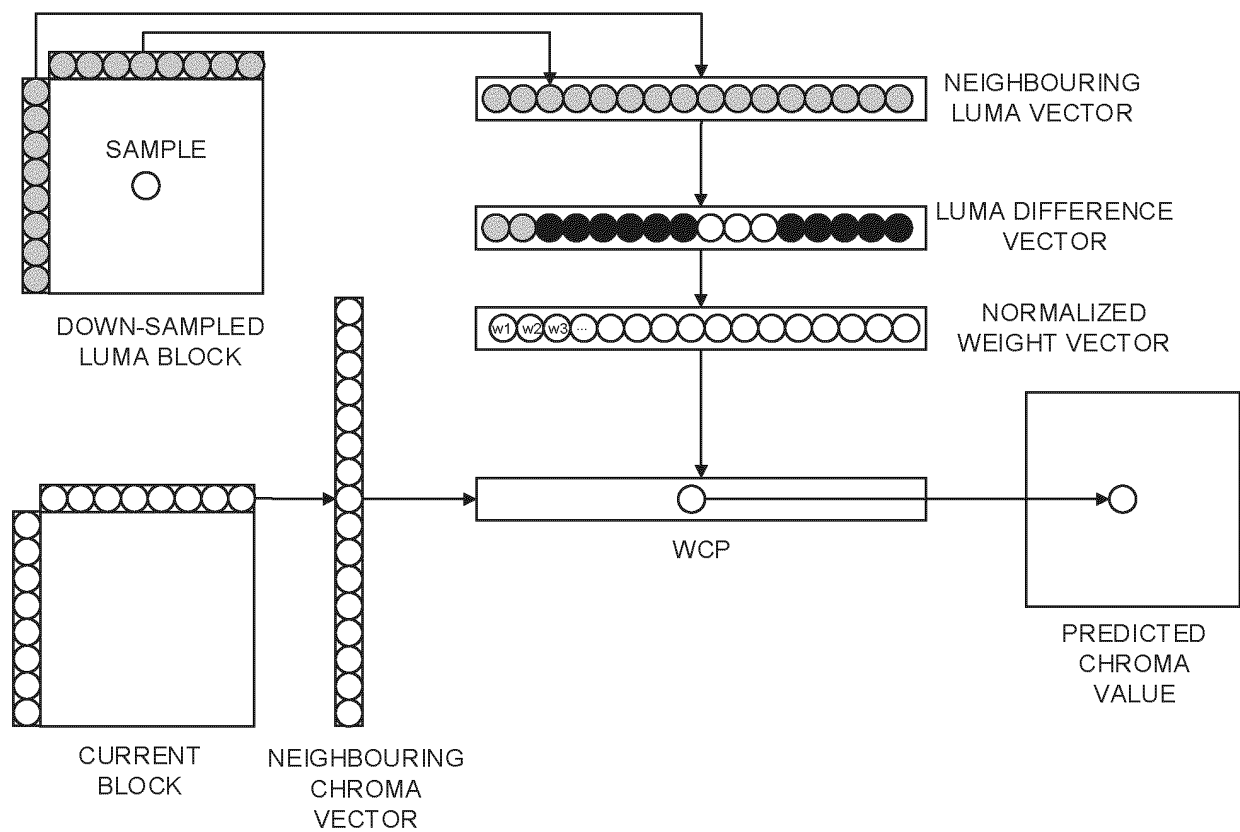 NEIGHBOURING
LUMA VECTOR
SAMPLE
LUMA DIFFERENCE
VECTOR
DOWN-SAMPLED
LUMA BLOCK
NORMALIZED
WEIGHT VECTOR
w1 w2 w3 ...
WCP
PREDICTED
CHROMA
VALUE
CURRENT
BLOCK
NEIGHBOURING
CHROMA
VECTOR